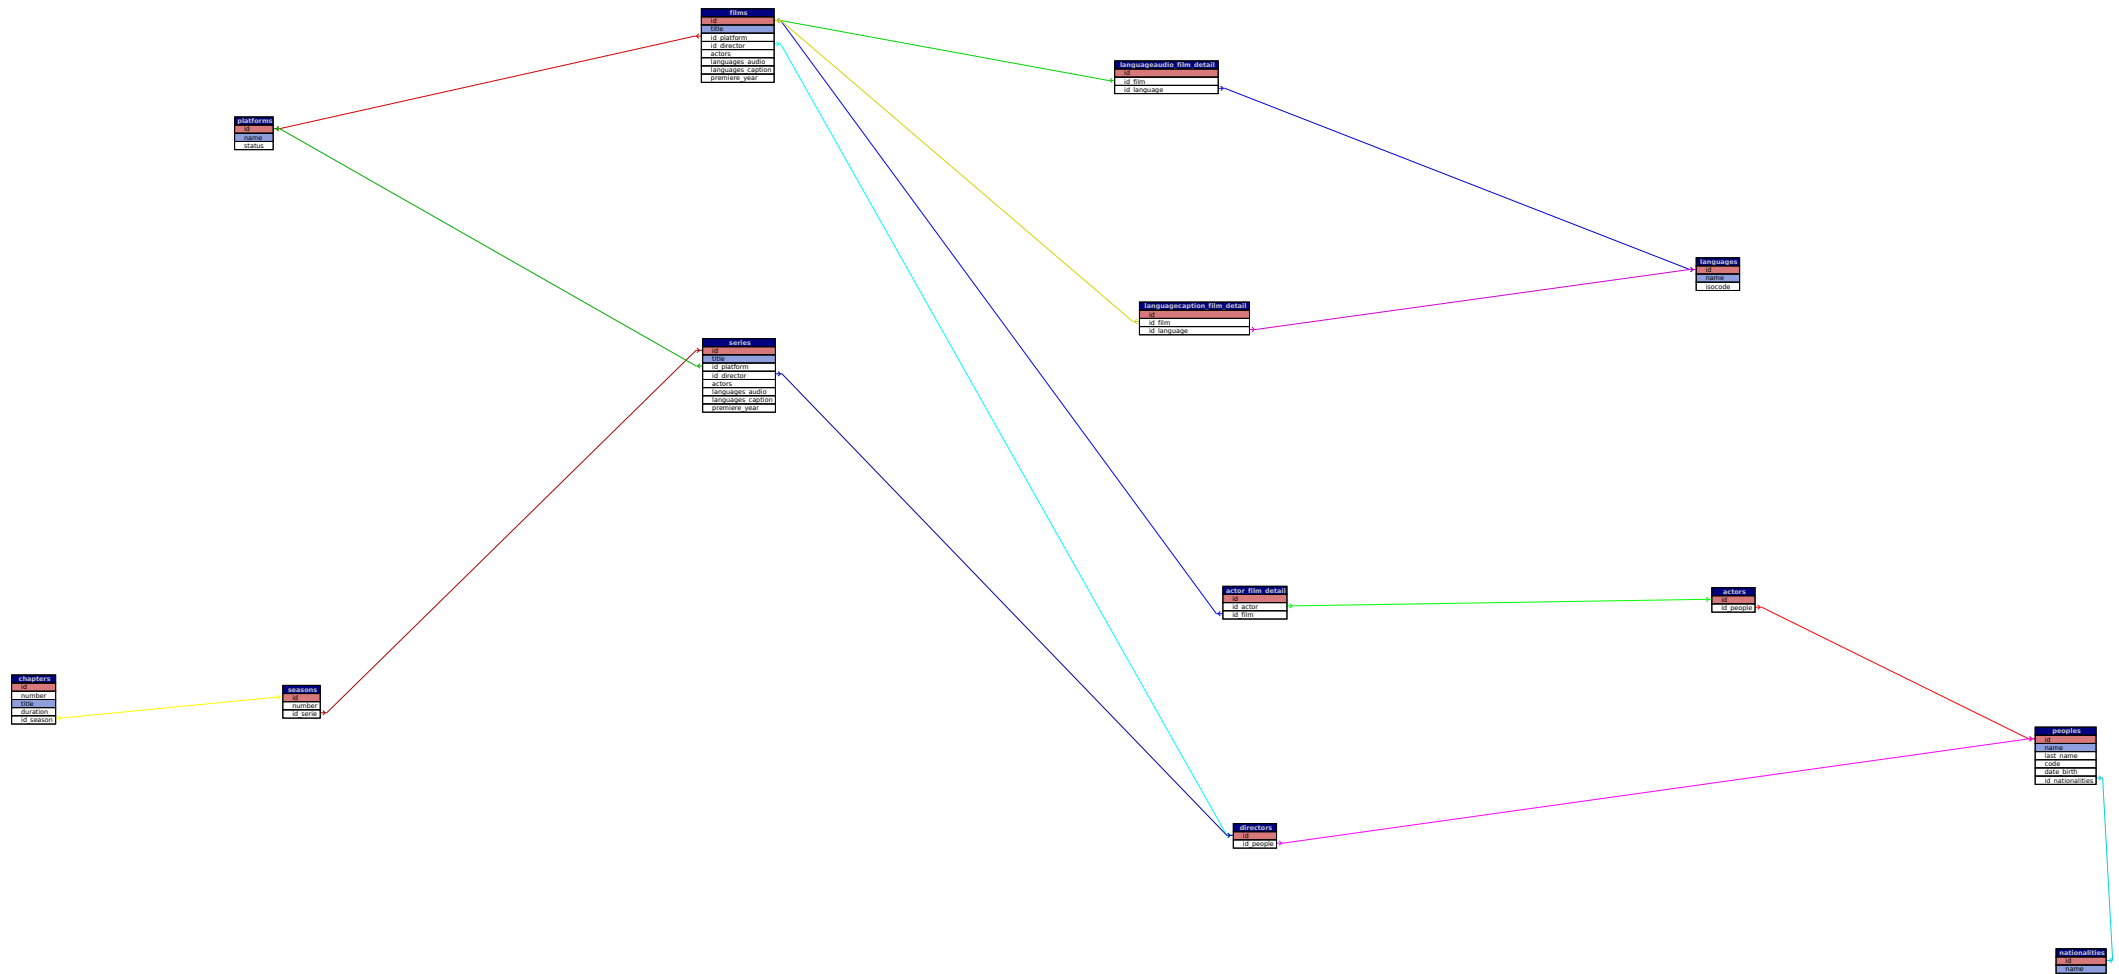 films
id
title
id_platform
id_director
actors
languages_audio
languages_caption
premiere_year
languageaudio_film_detail
id
id_film
id_language
platforms
id
name
status
languages
id
name
isocode
languagecaption_film_detail
id
id_film
id_language
series
id
title
id_platform
id_director
actors
languages_audio
languages_caption
premiere_year
actor_film_detail
id
id_actor
id_film
actors
id
id_people
chapters
id
number
title
duration
id_season
seasons
id
number
id_serie
peoples
id
name
last_name
code
date_birth
id_nationalities
directors
id
id_people
nationalities
id
name